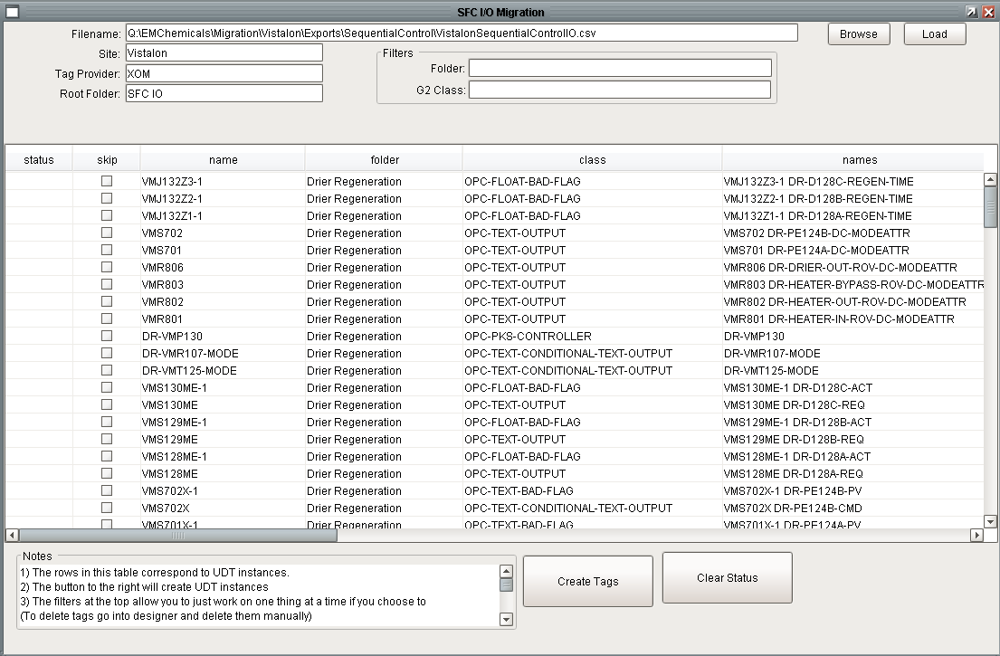 SFC I/O Migration
Filename: Q:\EMChemicals\Migration\Vistalon\Exports\SequentialControl\VistalonSequentialControlIO.csv Browse Load
Site: Vistalon
Filters
Tag Provider: XOM
Folder:
Root Folder: SFC IO
G2 Class:
status skip name folder class names
VMJ132Z3-1 Drier Regeneration OPC-FLOAT-BAD-FLAG VMJ132Z3-1 DR-D128C-REGEN-TIME
VMJ132Z2-1 Drier Regeneration OPC-FLOAT-BAD-FLAG VMJ132Z2-1 DR-D128B-REGEN-TIME
VMJ132Z1-1 Drier Regeneration OPC-FLOAT-BAD-FLAG VMJ132Z1-1 DR-D128A-REGEN-TIME
VMS702 Drier Regeneration OPC-TEXT-OUTPUT VMS702 DR-PE124B-DC-MODEATTR
VMS701 Drier Regeneration OPC-TEXT-OUTPUT VMS701 DR-PE124A-DC-MODEATTR
VMR806 Drier Regeneration OPC-TEXT-OUTPUT VMR806 DR-DRIER-OUT-ROV-DC-MODEATTR
VMR803 Drier Regeneration OPC-TEXT-OUTPUT VMR803 DR-HEATER-BYPASS-ROV-DC-MODEATTR
VMR802 Drier Regeneration OPC-TEXT-OUTPUT VMR802 DR-HEATER-OUT-ROV-DC-MODEATTR
VMR801 Drier Regeneration OPC-TEXT-OUTPUT VMR801 DR-HEATER-IN-ROV-DC-MODEATTR
DR-VMP130 Drier Regeneration OPC-PKS-CONTROLLER DR-VMP130
DR-VMR107-MODE Drier Regeneration OPC-TEXT-CONDITIONAL-TEXT-OUTPUT DR-VMR107-MODE
DR-VMT125-MODE Drier Regeneration OPC-TEXT-CONDITIONAL-TEXT-OUTPUT DR-VMT125-MODE
VMS130ME-1 Drier Regeneration OPC-FLOAT-BAD-FLAG VMS130ME-1 DR-D128C-ACT
VMS130ME Drier Regeneration OPC-TEXT-OUTPUT VMS130ME DR-D128C-REQ
VMS129ME-1 Drier Regeneration OPC-FLOAT-BAD-FLAG VMS129ME-1 DR-D128B-ACT
VMS129ME Drier Regeneration OPC-TEXT-OUTPUT VMS129ME DR-D128B-REQ
VMS128ME-1 Drier Regeneration OPC-FLOAT-BAD-FLAG VMS128ME-1 DR-D128A-ACT
VMS128ME Drier Regeneration OPC-TEXT-OUTPUT VMS128ME DR-D128A-REQ
VMS702X-1 Drier Regeneration OPC-TEXT-BAD-FLAG VMS702X-1 DR-PE124B-PV
VMS702X Drier Regeneration OPC-TEXT-CONDITIONAL-TEXT-OUTPUT VMS702X DR-PE124B-CMD
VMS701X-1 Drier Regeneration OPC-TEXT-BAD-FLAG VMS701X-1 DR-PE124A-PV
Notes
1) The rows in this table correspond to UDT instances.
2) The button to the right will create UDT instances
3) The filters at the top allow you to just work on one thing at a time if you choose to
(To delete tags go into designer and delete them manually)
Create Tags
Clear Status